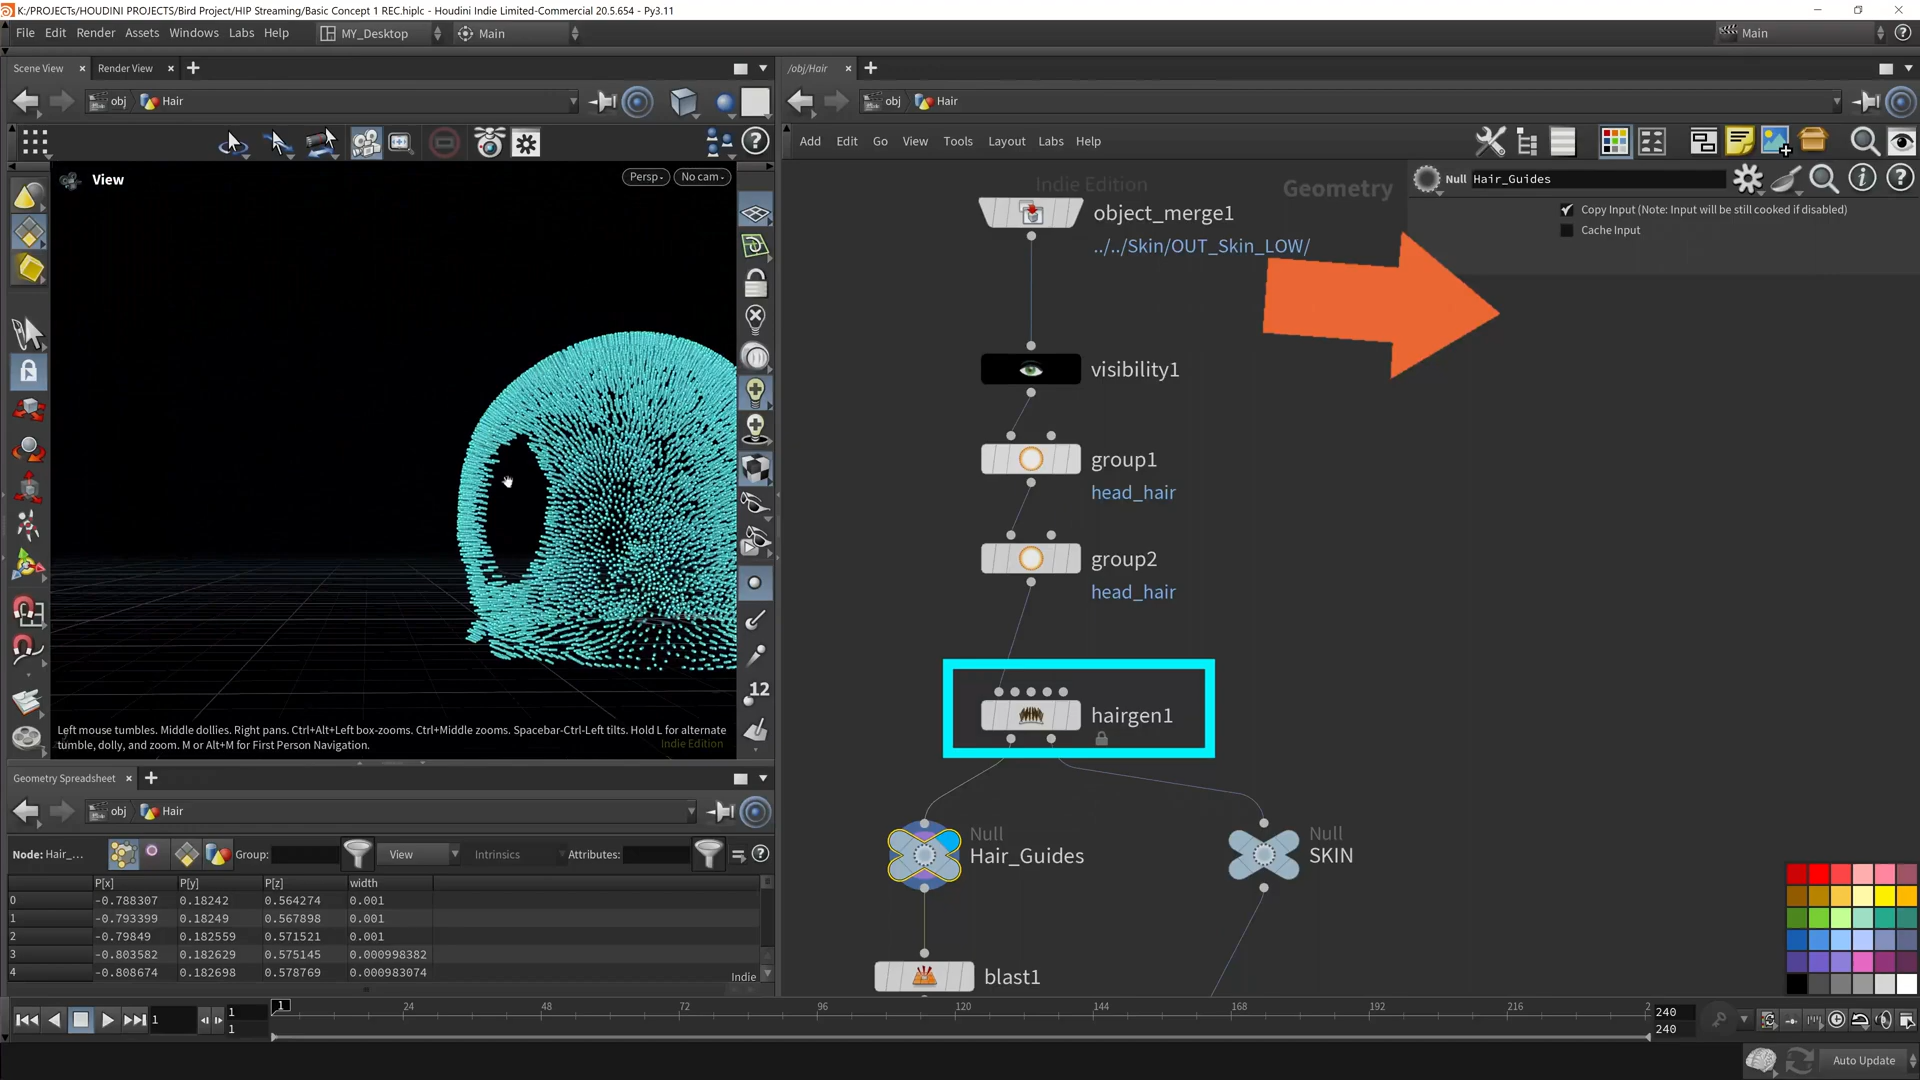 K:/PROJECTs/HOUDINI PROJECTS/Bird Project/HIP Streaming/Basic Concept 1 REC.hiplc - Houdini Indie Limited-Commercial 20.5.654 - Py3.11
File Edit Render Assets Windows Labs Help MY_Desktop Main Main
Scene View Render View /obj/Hair
obj Hair obj Hair
Add Edit Go View Tools Layout Labs Help
View Persp No cam
Indie Edition Geometry Null Hair_Guides
object_merge1 Copy Input (Note: Input will be still cooked if disabled)
../../Skin/OUT_Skin_LOW/ Cache Input
visibility1
group1
head_hair
group2
head_hair
hairgen1
12
Left mouse tumbles. Middle dollies. Right pans. Ctrl+Alt+Left box-zooms. Ctrl+Middle zooms. Spacebar-Ctrl-Left tilts. Hold L for alternate
tumble, dolly, and zoom. M or Alt+M for First Person Navigation. Indie Edition
Geometry Spreadsheet
obj Hair
Null
Hair_Guides
Null
SKIN
Node: Hair_... Group: View Intrinsics Attributes:
P[x] P[y] P[z] width
0 -0.788307 0.18242 0.564274 0.001
1 -0.793399 0.18249 0.567898 0.001
2 -0.79849 0.182559 0.571521 0.001
3 -0.803582 0.182629 0.575145 0.000998382
4 -0.808674 0.182698 0.578769 0.000983074
Indie
blast1
1 1 1 24 48 72 96 120 144 168 192 216 2 240
1 240
Auto Update